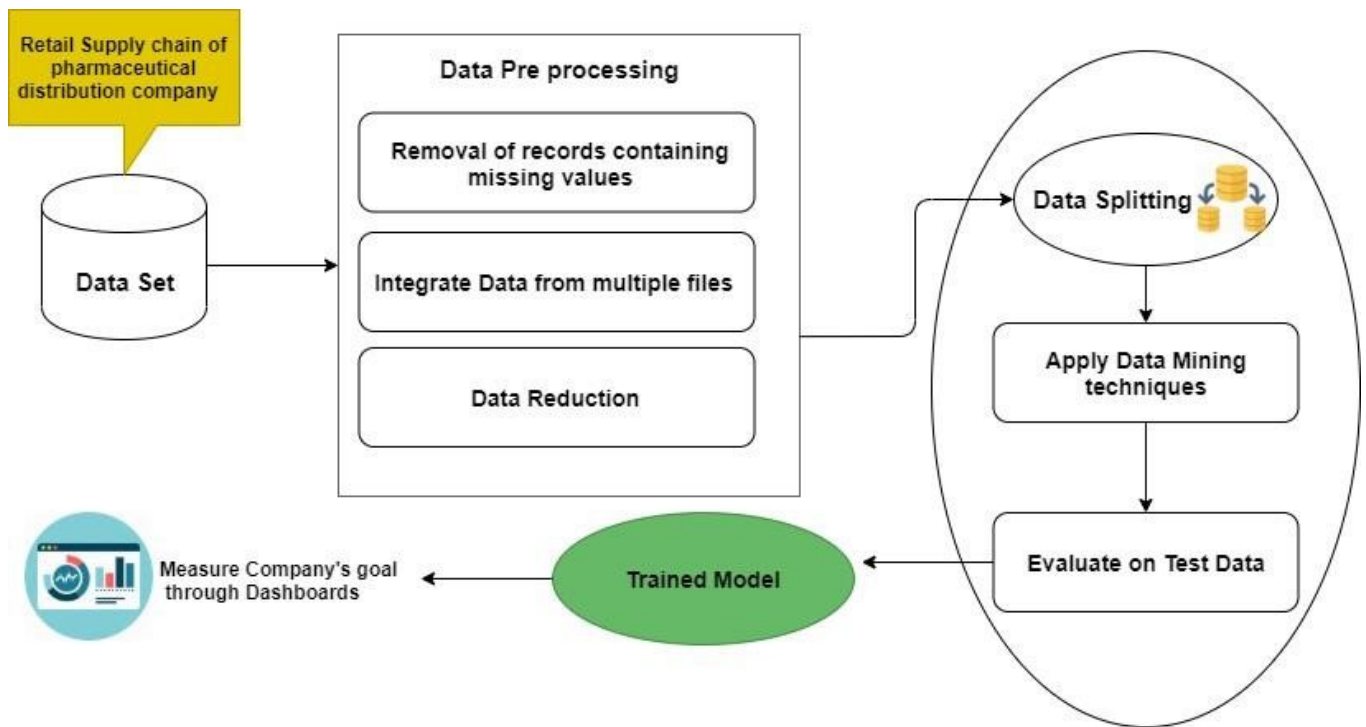 Retail Supply chain of
pharmaceutical
distribution company
Data Set
Data Pre processing
Removal of records containing
missing values
Integrate Data from multiple files
Data Reduction
Data Splitting
Apply Data Mining
techniques
Evaluate on Test Data
Trained Model
Measure Company's goal
through Dashboards